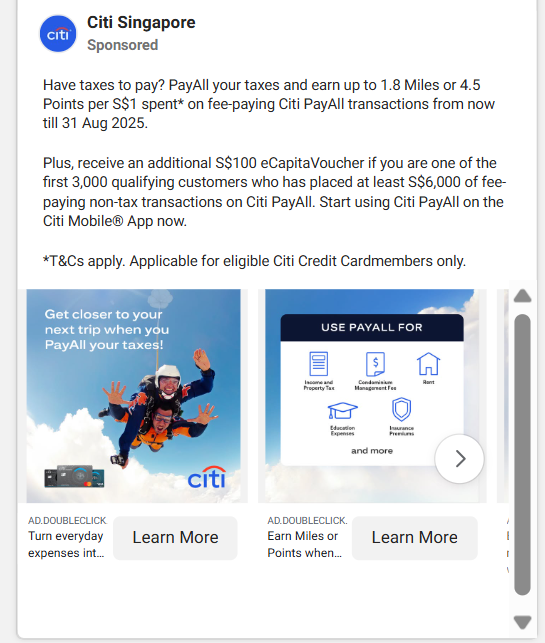 Citi Singapore
citi
Sponsored
Have taxes to pay? PayAll your taxes and earn up to 1.8 Miles or 4.5
Points per S$1 spent* on fee-paying Citi PayAll transactions from now
till 31 Aug 2025.
Plus, receive an additional S$100 eCapitaVoucher if you are one of the
first 3,000 qualifying customers who has placed at least S$6,000 of fee-
paying non-tax transactions on Citi PayAll. Start using Citi PayAll on the
Citi Mobile® App now.
*T&Cs apply. Applicable for eligible Citi Credit Cardmembers only.
Get closer to your
next trip when you
PayAll your taxes!
citi
USE PAYALL FOR
Income and
Property Tax
Condominium
Management Fee
Rent
Education
Expenses
Insurance
Premiums
and more
AD.DOUBLECLICK.
Turn everyday
expenses int...
Learn More
AD.DOUBLECLICK.
Earn Miles or
Points when...
Learn More